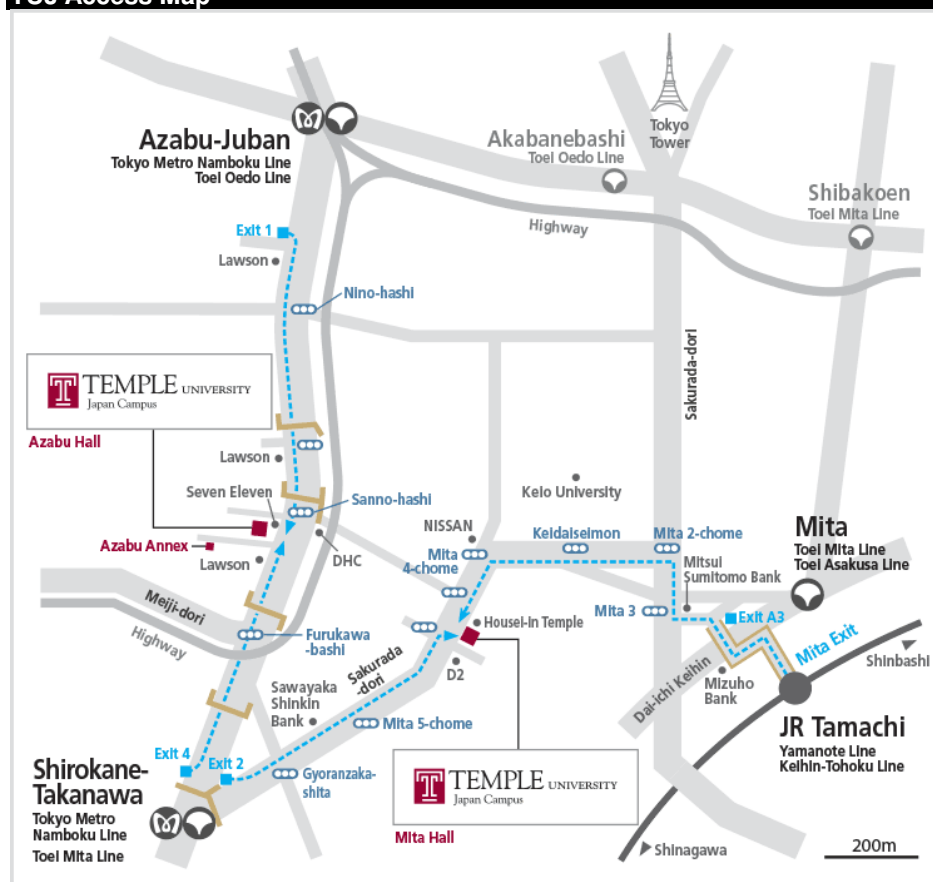 TUJ Access Map
Azabu-Juban
Tokyo Metro Namboku Line
Toei Oedo Line
Akabanebashi
Toei Oedo Line
Tokyo
Tower
Shibakoen
Toei Mita Line
Highway
Exit 1
Lawson
Nino-hashi
Sakurada-dori
TEMPLE UNIVERSITY
Japan Campus
Azabu Hall
Lawson
Seven Eleven
Sanno-hashi
Azabu Annex
Lawson
DHC
Keio University
NISSAN
Keidaiseimon
Mita 2-chome
Mita
4-chome
Mitsui
Sumitomo Bank
Mita
Toei Mita Line
Toei Asakusa Line
Mita 3
Exit A3
Mita Exit
Shinbashi
Meiji-dori
Highway
Furukawa
-bashi
Housei-in Temple
D2
Sakurada
-dori
Sawayaka
Shinkin
Bank
Mita 5-chome
Dai-ichi Keihin
Mizuho
Bank
JR Tamachi
Yamanote Line
Keihin-Tohoku Line
Exit 4
Exit 2
Gyoranzaka-
shita
Shirokane-
Takanawa
Tokyo Metro
Namboku Line
Toei Mita Line
TEMPLE UNIVERSITY
Japan Campus
Mita Hall
Shinagawa
200m